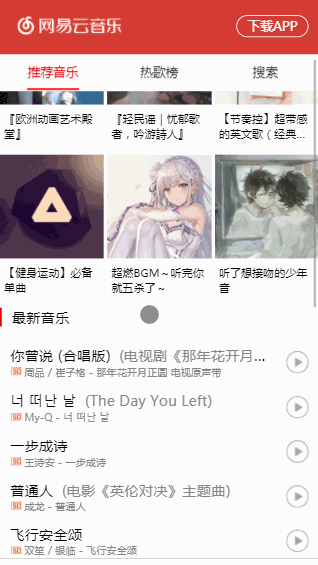 网易云音乐
下载APP
推荐音乐 热歌榜 搜索
『欧洲动画艺术殿堂』
『轻民谣｜忧郁歌者，吟游詩人』
【节奏控】超带感的英文歌（经典...
【健身运动】必备单曲
超燃BGM～听完你就五杀了～
听了想接吻的少年音
最新音乐
你曾说 (合唱版) (电视剧《那年花开月...
SQ 周品 / 崔子格 - 那年花开月正圆 电视原声带
너 떠난 날 (The Day You Left)
SQ My-Q - 너 떠난 날
一步成诗
SQ 王诗安 - 一步成诗
普通人 (电影《英伦对决》主题曲)
SQ 成龙 - 普通人
飞行安全颂
SQ 双笙 / 银临 - 飞行安全颂